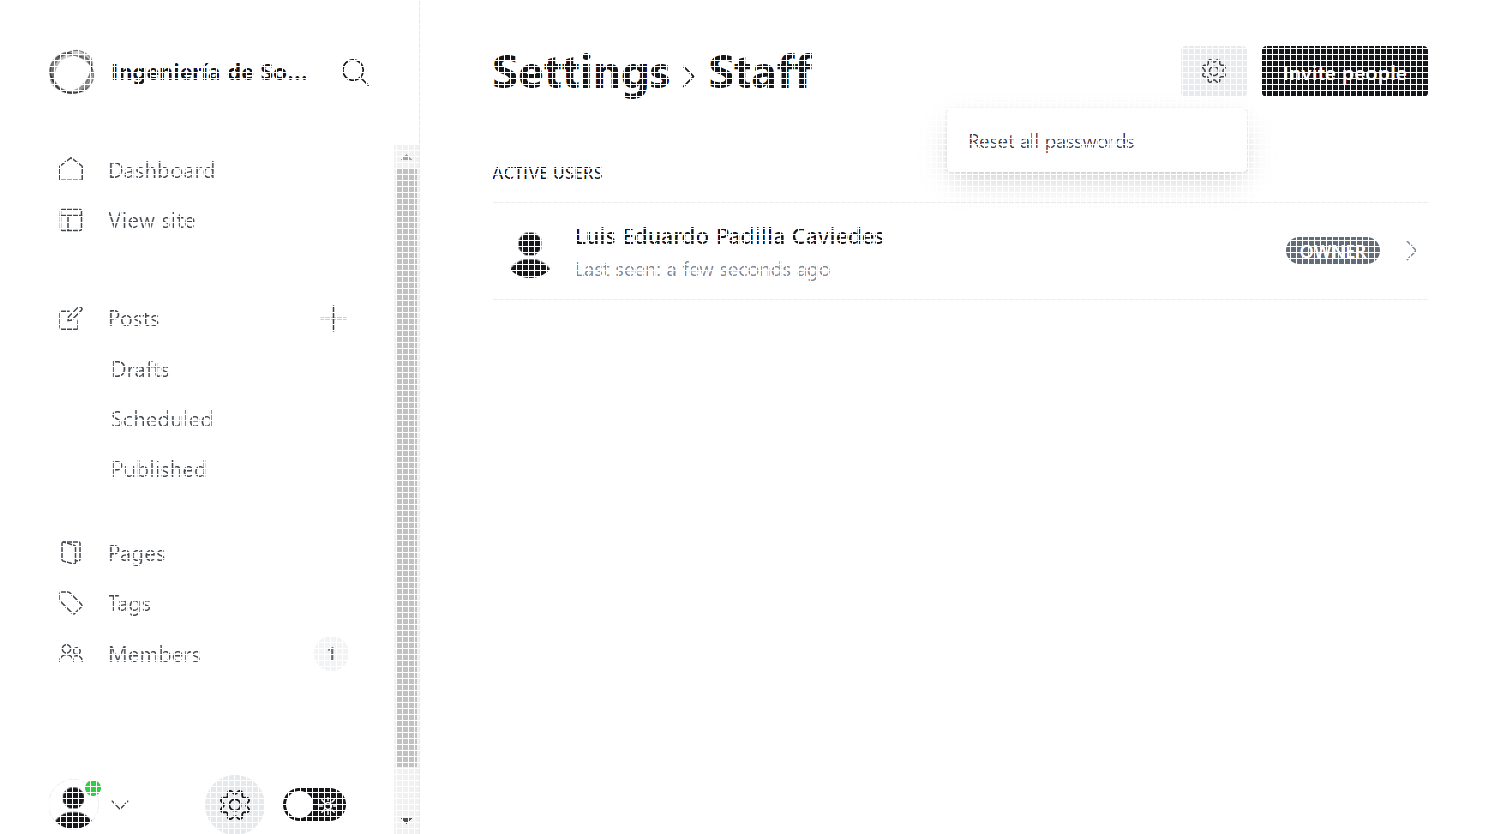 Ingeniería de So...
Dashboard
View site
Posts
Drafts
Scheduled
Published
Pages
Tags
Members
1
Settings › Staff
Invite people
Reset all passwords
ACTIVE USERS
Luis Eduardo Padilla Caviedes
OWNER
Last seen: a few seconds ago